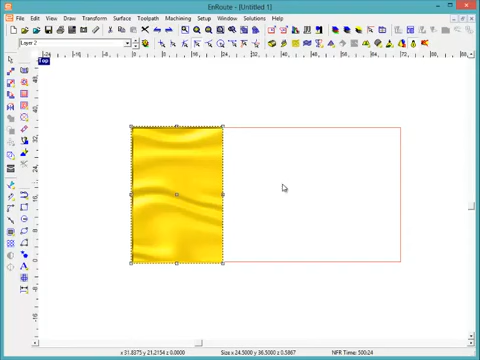 EnRoute - [Untitled 1]
File Edit View Draw Transform Surface Toolpath Machining Setup Window Solutions Help
Layer 2
Top
x 31.8375 y 21.2154 z 0.0000 Size x 24.5000 y 36.5000 z 0.5867 NFR Time: 500:24